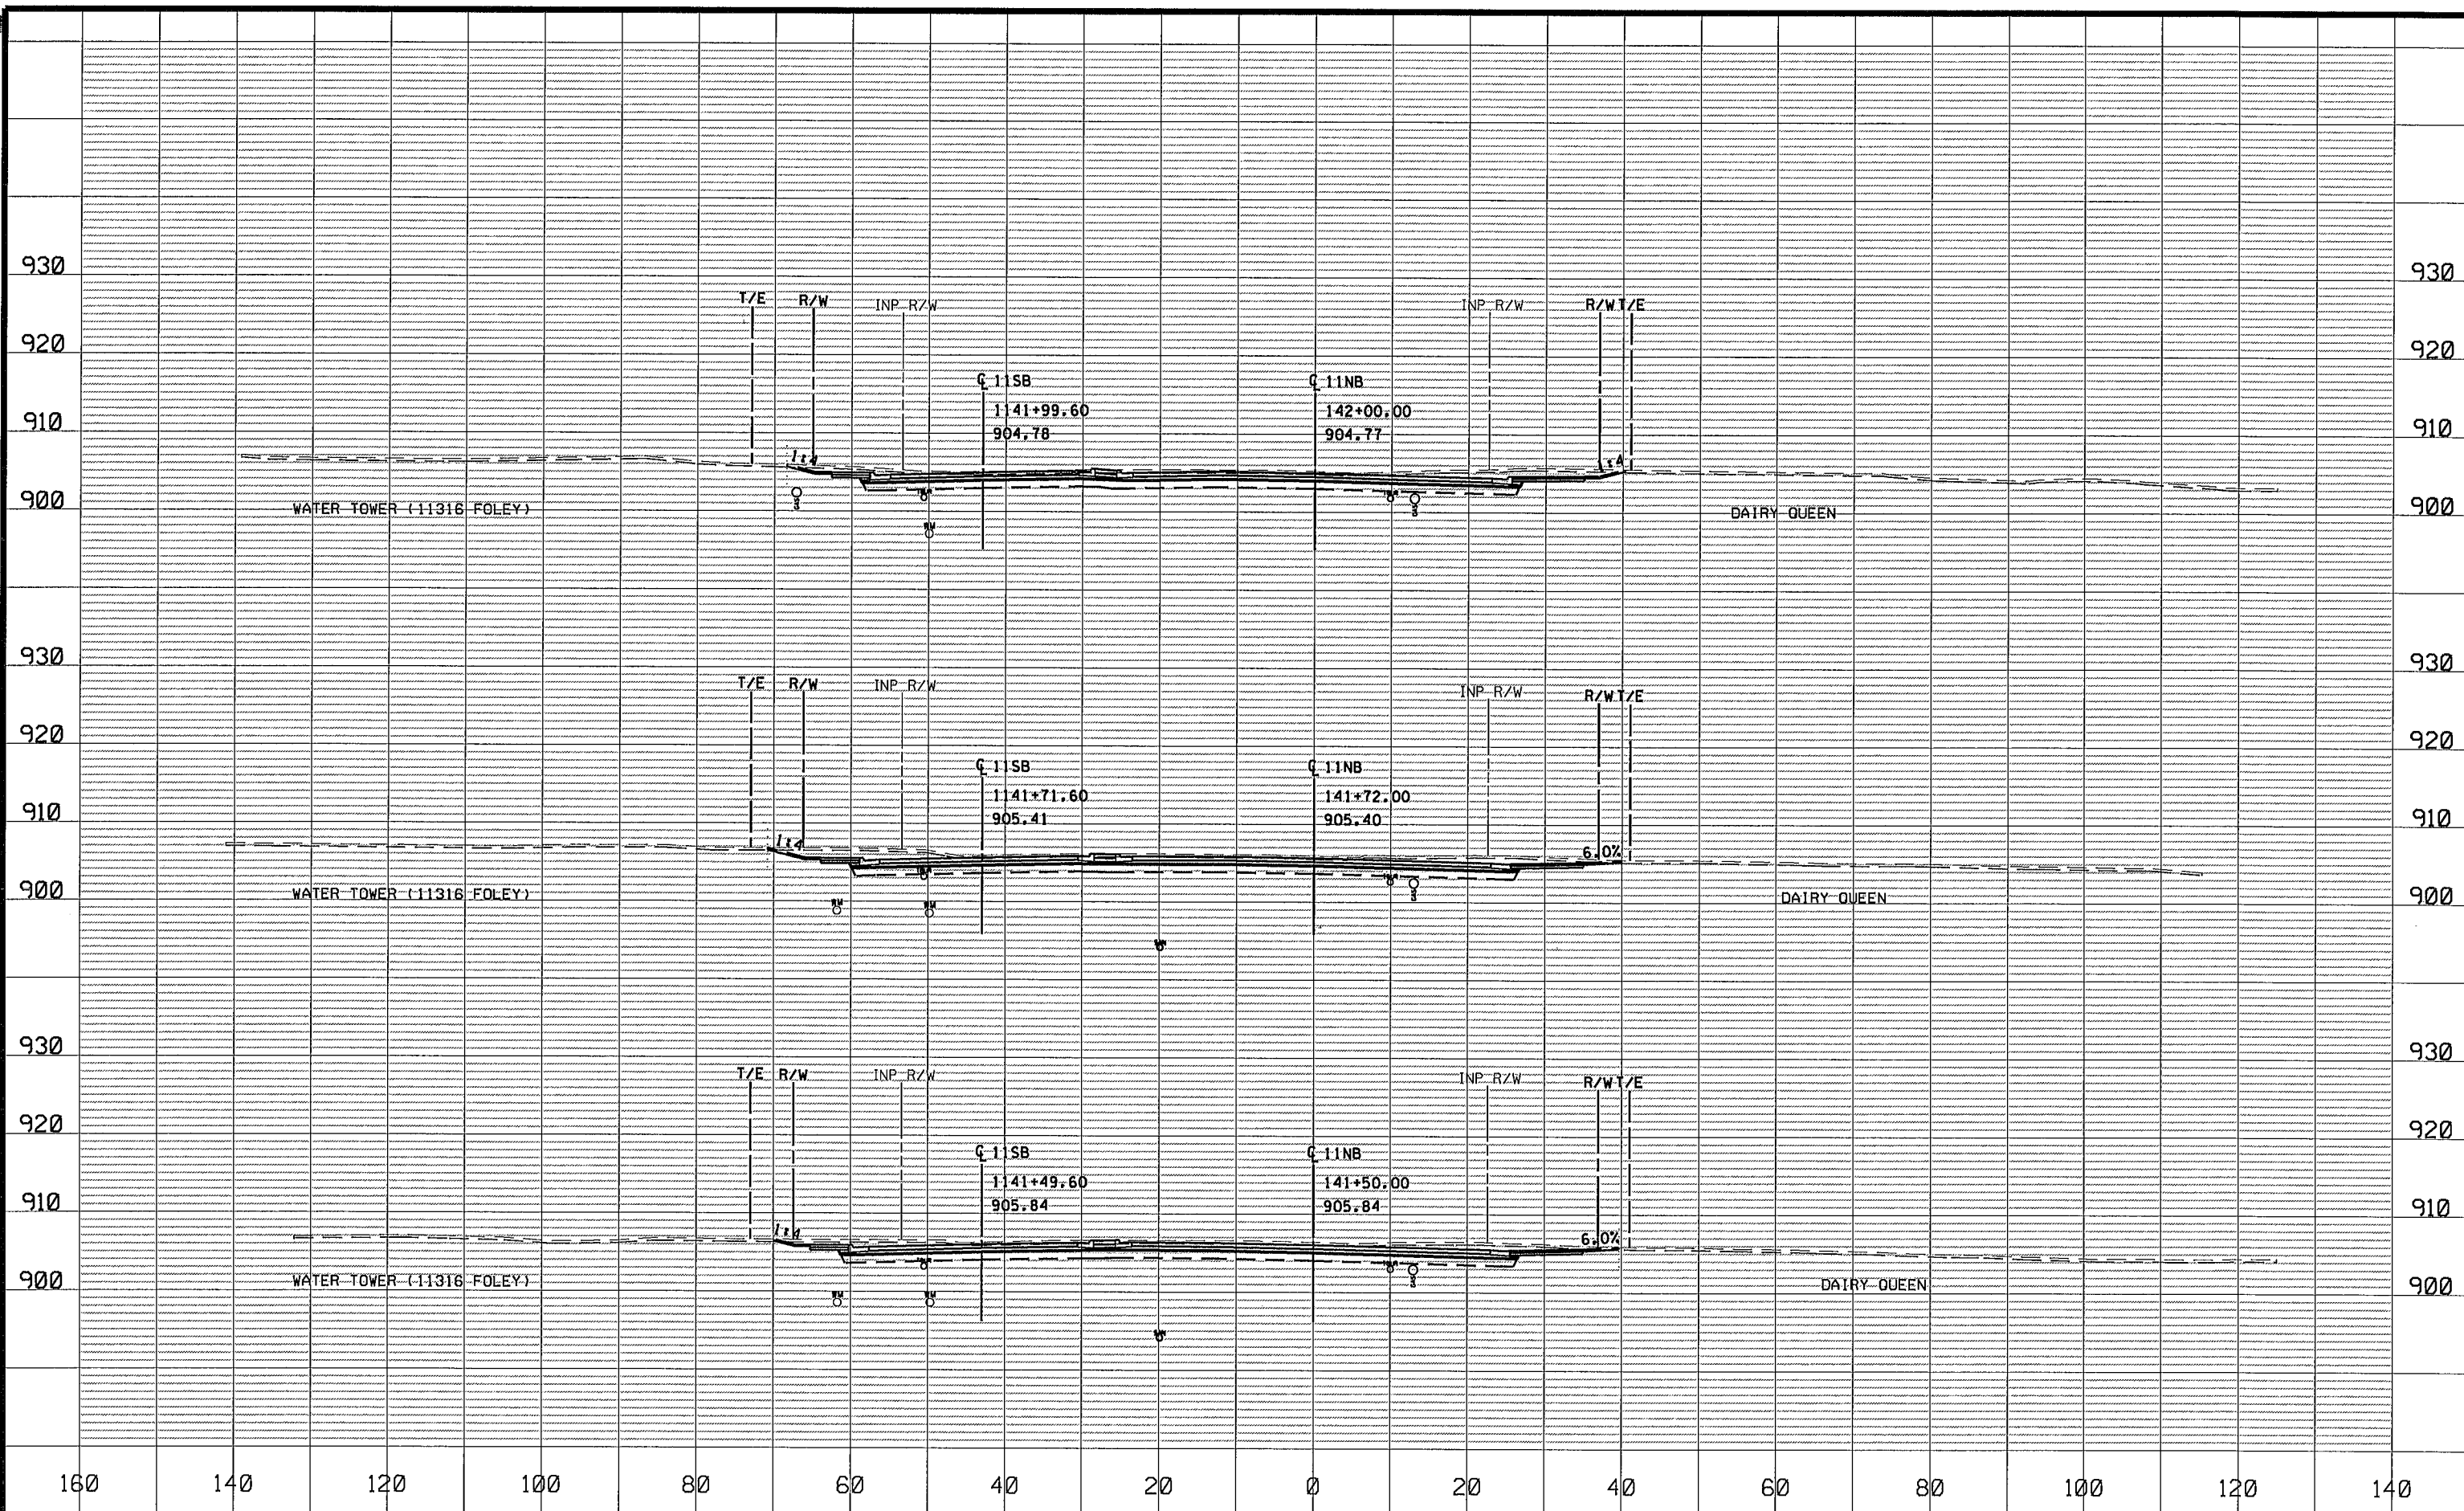 930 930
T/E R/W INP R/W INP R/W R/W T/E
920 920
℄ 11SB ℄ 11NB
1141+99.60 142+00.00
910 904.78 904.77 910
1:4 1:4
S S
900 WATER TOWER (11316 FOLEY) DAIRY QUEEN 900
WM
930 930
T/E R/W INP R/W INP R/W R/W T/E
920 920
℄ 11SB ℄ 11NB
1141+71.60 141+72.00
910 905.41 905.40 910
1:4 6.0%
S
900 WATER TOWER (11316 FOLEY) DAIRY QUEEN 900
WM WM
930 930
T/E R/W INP R/W INP R/W R/W T/E
920 920
℄ 11SB ℄ 11NB
1141+49.60 141+50.00
910 905.84 905.84 910
1:4 6.0%
S
900 WATER TOWER (11316 FOLEY) DAIRY QUEEN 900
WM WM
160 140 120 100 80 60 40 20 0 20 40 60 80 100 120 140